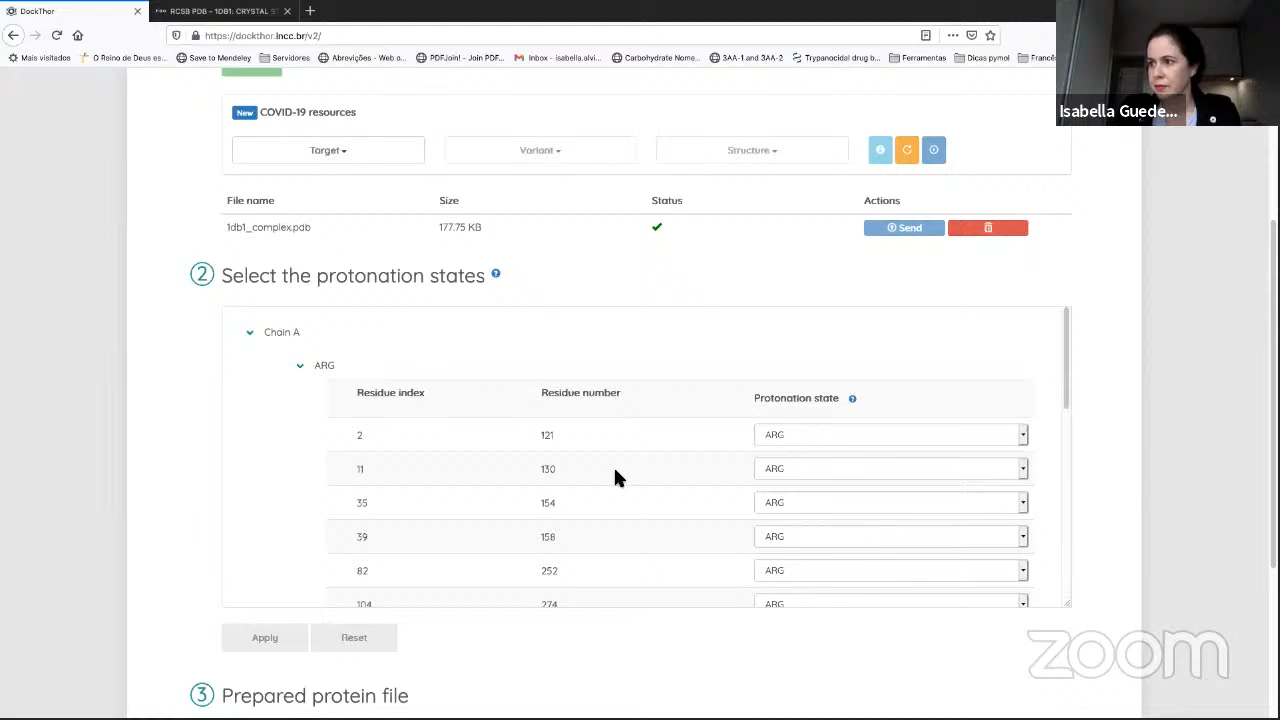 DockThor
RCSB PDB - 1DB1: CRYSTAL S
https://dockthor.lncc.br/v2/
Mais visitados
O Reino de Deus es...
Save to Mendeley
Servidores
Abrevições - Web o...
PDFJoin! - Join PDF...
Inbox - isabella.alvi...
Carbohydrate Nome...
3AA-1 and 3AA-2
Trypanocidal drug b...
Ferramentas
Dicas pymol
Francês
Isabella Guede...
New COVID-19 resources
Target
Variant
Structure
File name Size Status Actions
1db1_complex.pdb 177.75 KB Send
2 Select the protonation states ?
Chain A
ARG
Residue index Residue number Protonation state ?
2 121 ARG
11 130 ARG
35 154 ARG
39 158 ARG
82 252 ARG
104 274 ARG
Apply Reset
zoom
3 Prepared protein file